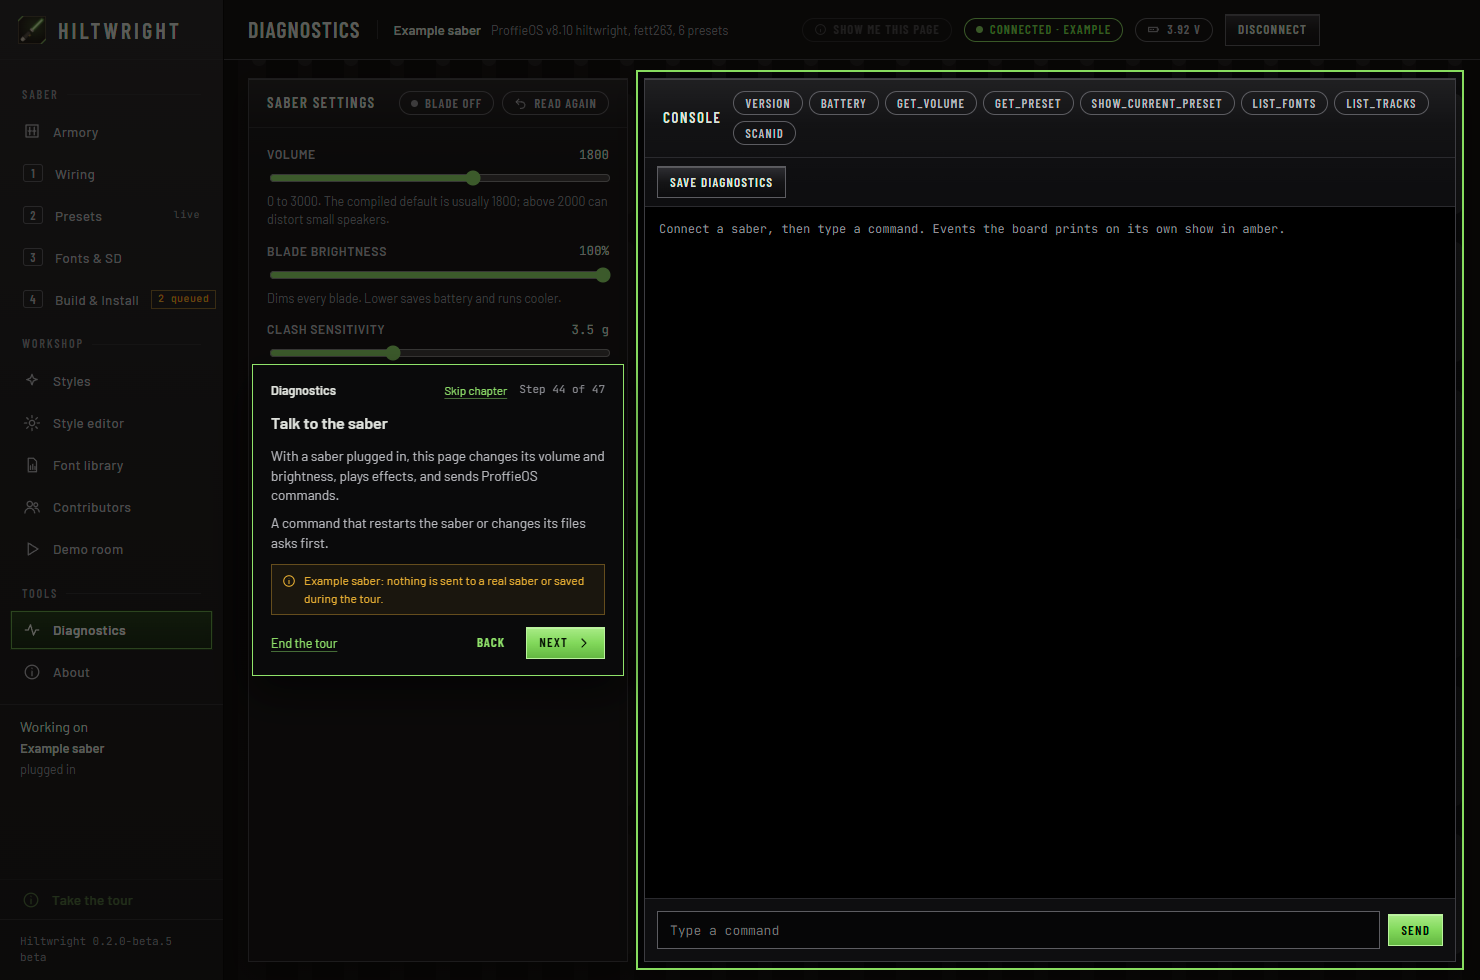 HILTWRIGHT
SABER
Armory
1 Wiring
2 Presets live
3 Fonts & SD
4 Build & Install 2 queued
WORKSHOP
Styles
Style editor
Font library
Contributors
Demo room
TOOLS
Diagnostics
About
Working on
Example saber
plugged in
Take the tour
Hiltwright 0.2.0-beta.5
beta
DIAGNOSTICS Example saber ProffieOS v8.10 hiltwright, fett263, 6 presets SHOW ME THIS PAGE CONNECTED · EXAMPLE 3.92 V DISCONNECT
SABER SETTINGS BLADE OFF READ AGAIN
VOLUME 1800
0 to 3000. The compiled default is usually 1800; above 2000 can
distort small speakers.
BLADE BRIGHTNESS 100%
Dims every blade. Lower saves battery and runs cooler.
CLASH SENSITIVITY 3.5 g
Diagnostics Skip chapter Step 44 of 47
Talk to the saber
With a saber plugged in, this page changes its volume and
brightness, plays effects, and sends ProffieOS
commands.
A command that restarts the saber or changes its files
asks first.
Example saber: nothing is sent to a real saber or saved
during the tour.
End the tour BACK NEXT
CONSOLE VERSION BATTERY GET_VOLUME GET_PRESET SHOW_CURRENT_PRESET LIST_FONTS LIST_TRACKS
SCANID
SAVE DIAGNOSTICS
Connect a saber, then type a command. Events the board prints on its own show in amber.
Type a command SEND